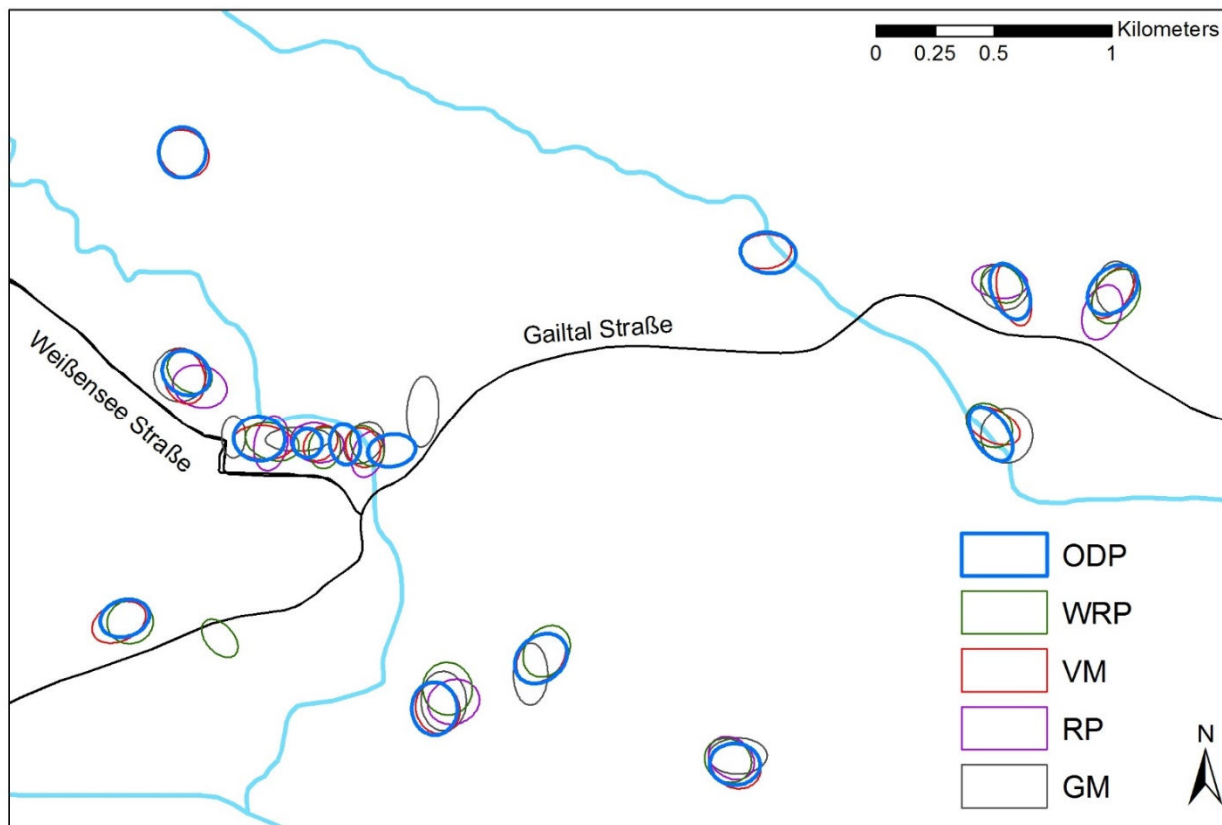 Kilometers
0 0.25 0.5 1
Gailtal Straße
Weißensee Straße
ODP
WRP
VM
RP
GM
N